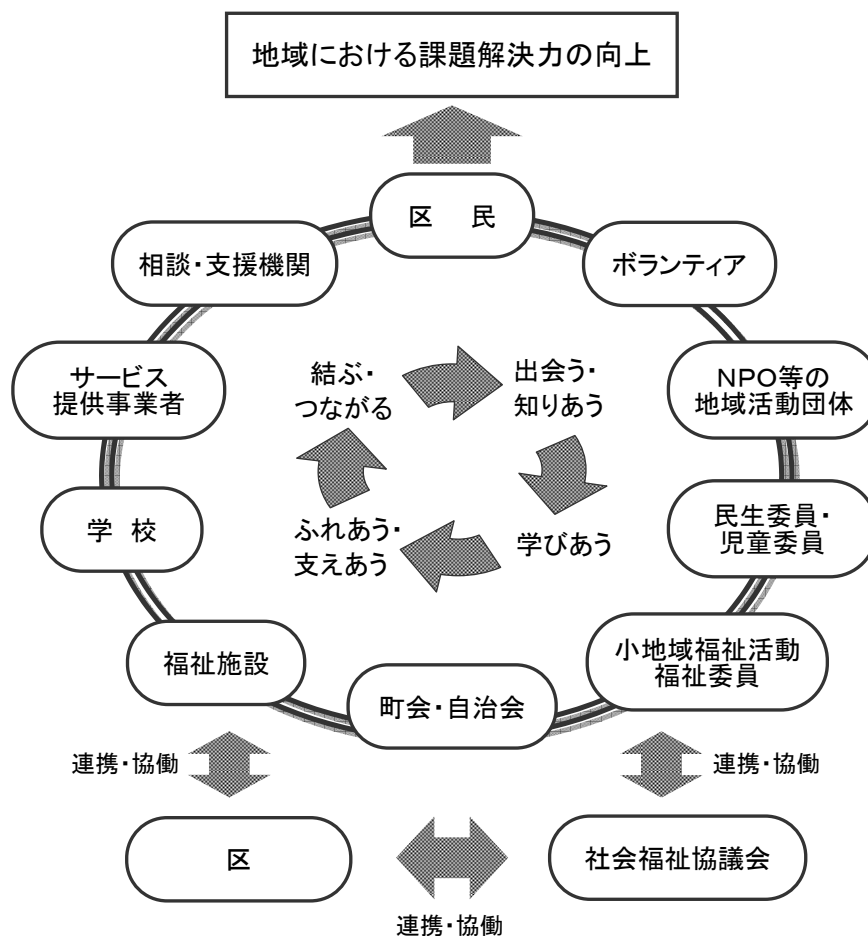 地域における課題解決力の向上
区 民
相談・支援機関
ボランティア
サービス
提供事業者
NPO等の
地域活動団体
結ぶ・
つながる
出会う・
知りあう
学 校
民生委員・
児童委員
ふれあう・
支えあう
学びあう
福祉施設
小地域福祉活動
福祉委員
町会・自治会
連携・協働
連携・協働
区
社会福祉協議会
連携・協働